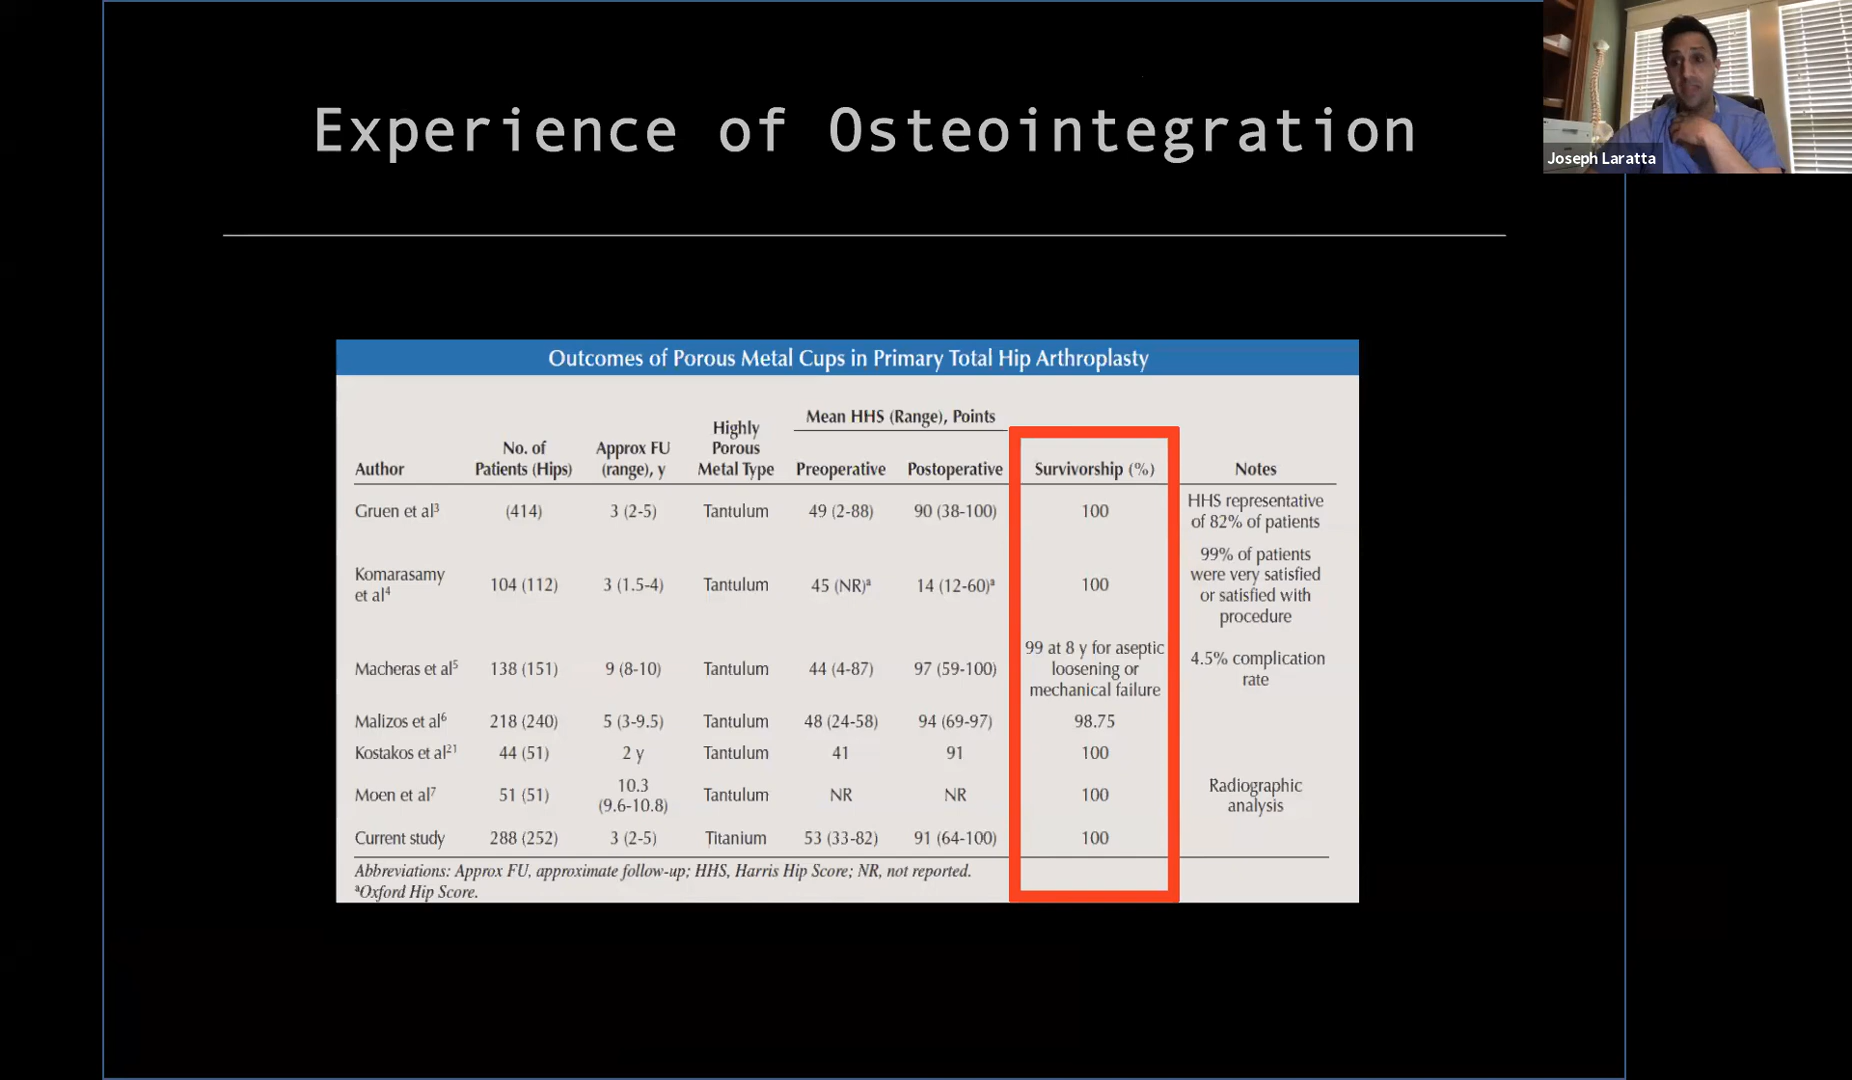 Experience of Osteointegration
Joseph Laratta
Outcomes of Porous Metal Cups in Primary Total Hip Arthroplasty
Mean HHS (Range), Points
Author No. of Patients (Hips) Approx FU (range), y Highly Porous Metal Type Preoperative Postoperative Survivorship (%) Notes
Gruen et al³ (414) 3 (2-5) Tantulum 49 (2-88) 90 (38-100) 100 HHS representative of 82% of patients
Komarasamy et al⁴ 104 (112) 3 (1.5-4) Tantulum 45 (NR)ᵃ 14 (12-60)ᵃ 100 99% of patients were very satisfied or satisfied with procedure
Macheras et al⁵ 138 (151) 9 (8-10) Tantulum 44 (4-87) 97 (59-100) 99 at 8 y for aseptic loosening or mechanical failure 4.5% complication rate
Malizos et al⁶ 218 (240) 5 (3-9.5) Tantulum 48 (24-58) 94 (69-97) 98.75
Kostakos et al²¹ 44 (51) 2 y Tantulum 41 91 100
Moen et al⁷ 51 (51) 10.3 (9.6-10.8) Tantulum NR NR 100 Radiographic analysis
Current study 288 (252) 3 (2-5) Titanium 53 (33-82) 91 (64-100) 100
Abbreviations: Approx FU, approximate follow-up; HHS, Harris Hip Score; NR, not reported.
ᵃOxford Hip Score.